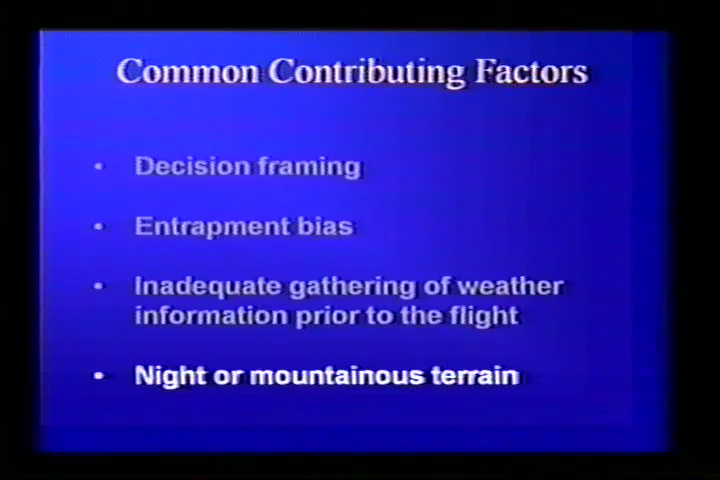 Common Contributing Factors
• Decision framing
• Entrapment bias
• Inadequate gathering of weather
information prior to the flight
• Night or mountainous terrain